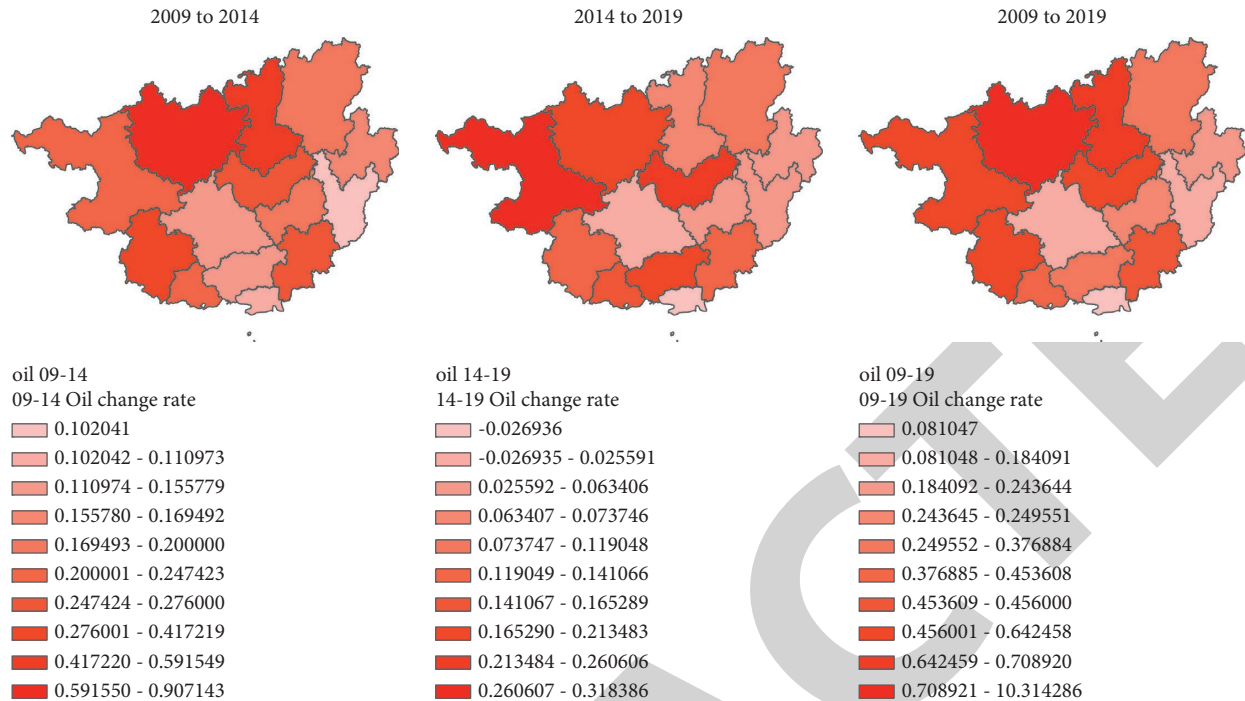 2009 to 2014
2014 to 2019
2009 to 2019
oil 09-14
09-14 Oil change rate
0.102041
0.102042 - 0.110973
0.110974 - 0.155779
0.155780 - 0.169492
0.169493 - 0.200000
0.200001 - 0.247423
0.247424 - 0.276000
0.276001 - 0.417219
0.417220 - 0.591549
0.591550 - 0.907143
oil 14-19
14-19 Oil change rate
-0.026936
-0.026935 - 0.025591
0.025592 - 0.063406
0.063407 - 0.073746
0.073747 - 0.119048
0.119049 - 0.141066
0.141067 - 0.165289
0.165290 - 0.213483
0.213484 - 0.260606
0.260607 - 0.318386
oil 09-19
09-19 Oil change rate
0.081047
0.081048 - 0.184091
0.184092 - 0.243644
0.243645 - 0.249551
0.249552 - 0.376884
0.376885 - 0.453608
0.453609 - 0.456000
0.456001 - 0.642458
0.642459 - 0.708920
0.708921 - 10.314286